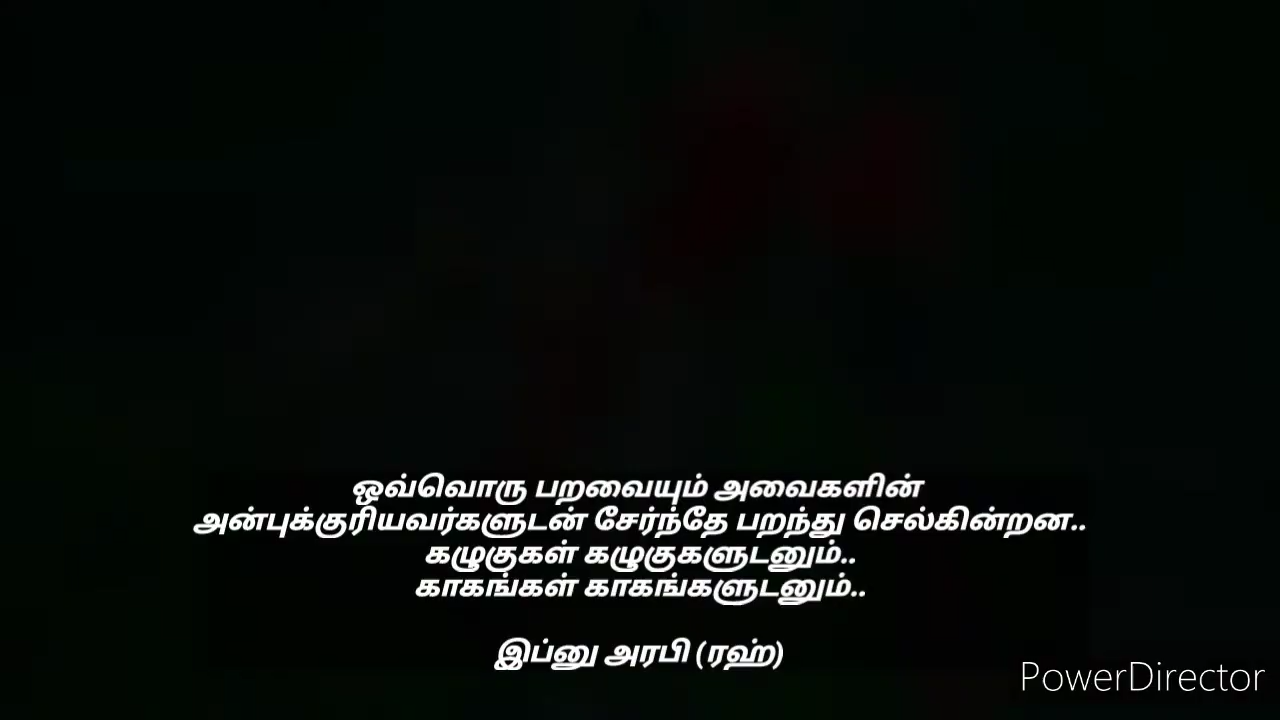 ஒவ்வொரு பறவையும் அவைகளின்
அன்புக்குரியவர்களுடன் சேர்ந்தே பறந்து செல்கின்றன..
கழுகுகள் கழுகுகளுடனும்..
காகங்கள் காகங்களுடனும்..
இப்னு அரபி (ரஹ்)
PowerDirector